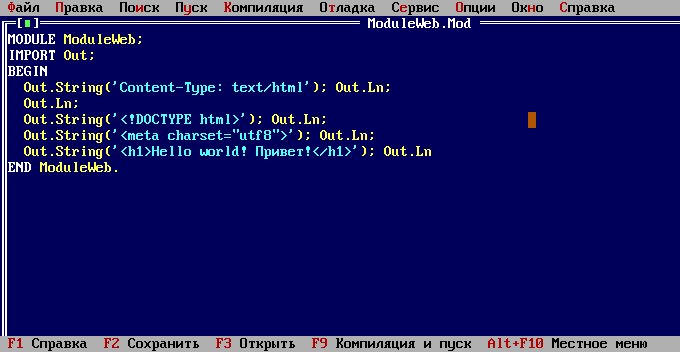 Файл Правка Поиск Пуск Компиляция Отладка Сервис Опции Окно Справка
[■] ModuleWeb.Mod
MODULE ModuleWeb;
IMPORT Out;
BEGIN
  Out.String('Content-Type: text/html'); Out.Ln;
  Out.Ln;
  Out.String('<!DOCTYPE html>'); Out.Ln;
  Out.String('<meta charset="utf8">'); Out.Ln;
  Out.String('<h1>Hello world! Привет!</h1>'); Out.Ln
END ModuleWeb.
F1 Справка F2 Сохранить F3 Открыть F9 Компиляция и пуск Alt+F10 Местное меню